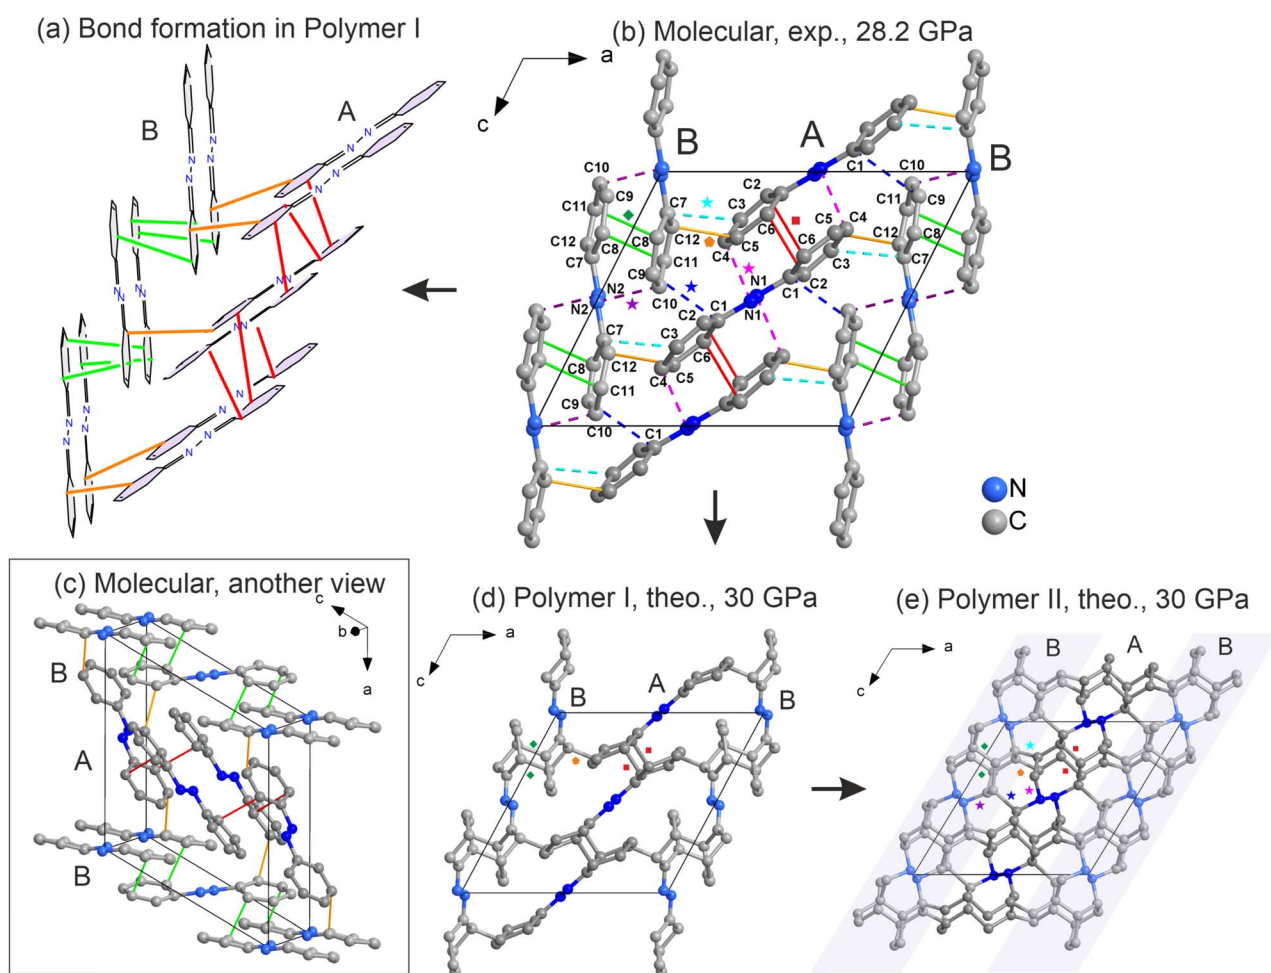 (a) Bond formation in Polymer I
B
A
N
N
N
N
N
N
N
N
N
N
N
N
N
N
(b) Molecular, exp., 28.2 GPa
a
c
B
A
B
C10
C9
C11
C12
C8
C7
C7
C8
C12
C11
C9
C10
C2
C3
C6
C5
C4
C1
C5
C4
C6
C3
C2
C1
C10
C9
C11
C12
C8
C7
N2
N2
N1
N1
C7
C12
C8
C11
C9
C10
C1
C2
C3
C6
C5
C4
C1
N
C
(c) Molecular, another view
c
b
a
B
A
B
(d) Polymer I, theo., 30 GPa
a
c
B
A
B
(e) Polymer II, theo., 30 GPa
a
c
B
A
B